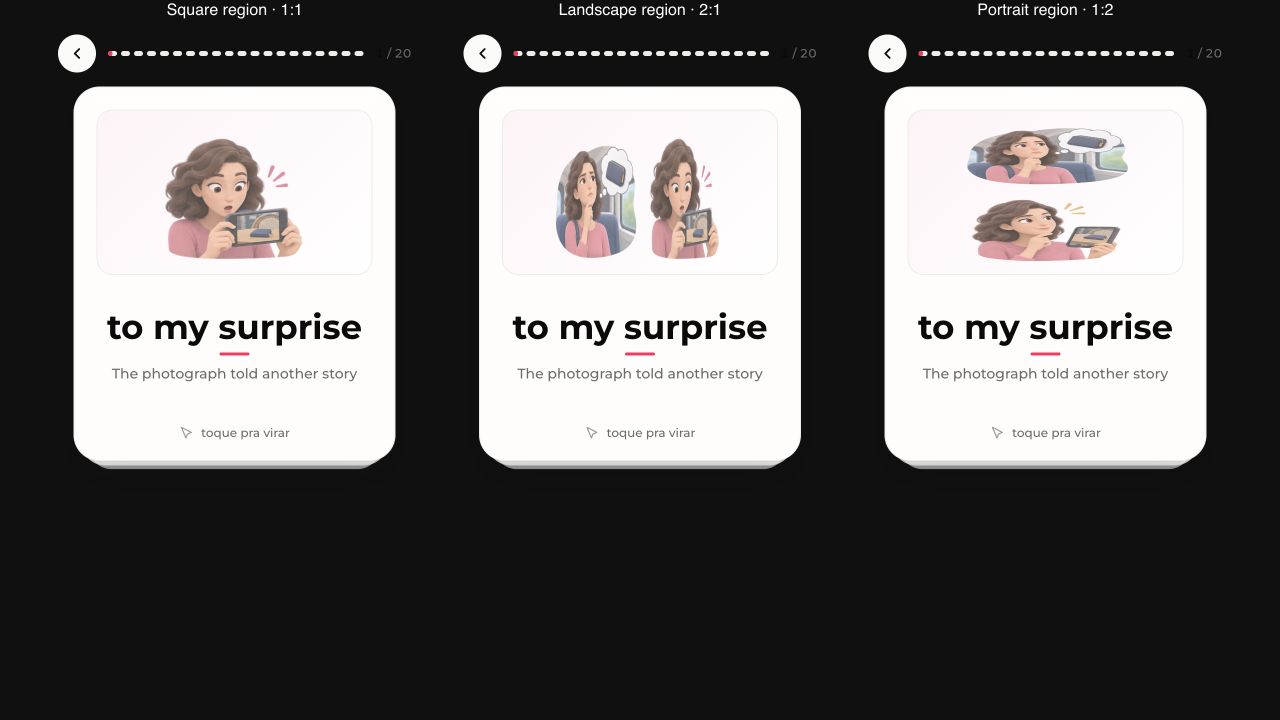 Square region · 1:1
/ 20
to my surprise
The photograph told another story
toque pra virar
Landscape region · 2:1
/ 20
to my surprise
The photograph told another story
toque pra virar
Portrait region · 1:2
/ 20
to my surprise
The photograph told another story
toque pra virar